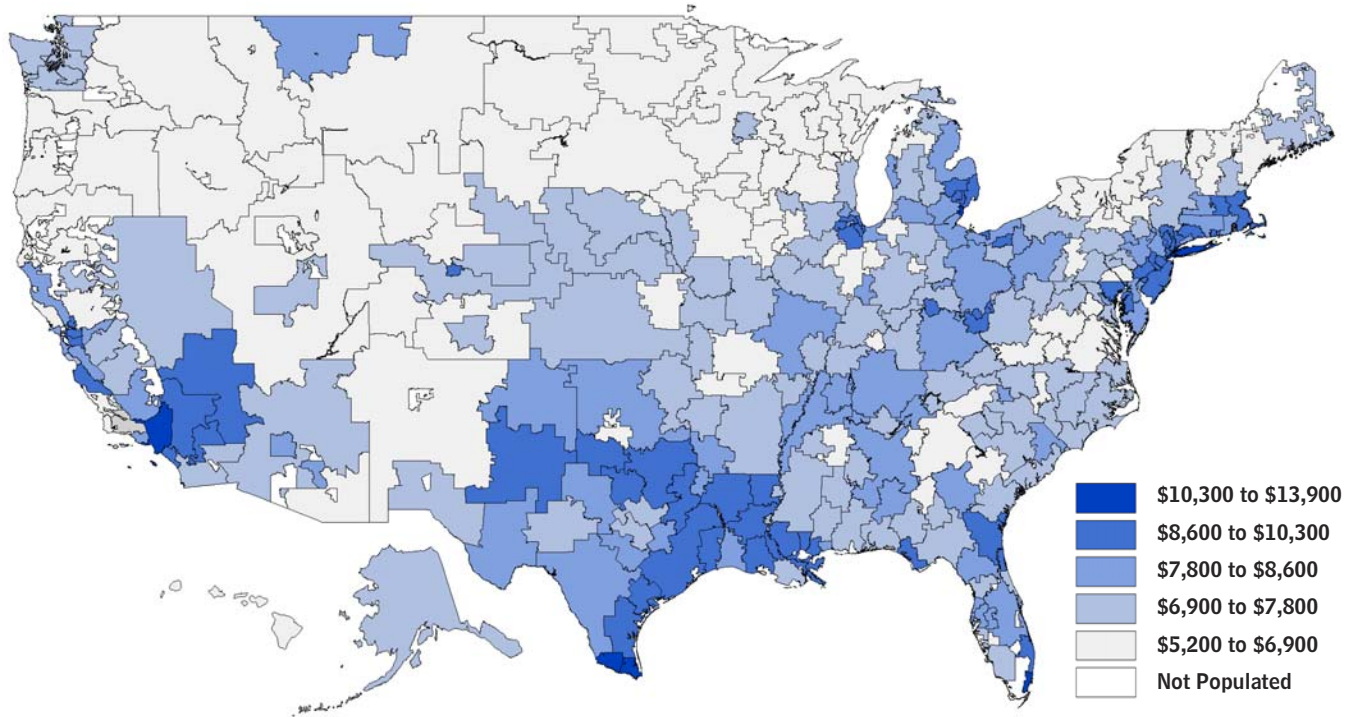 $10,300 to $13,900
$8,600 to $10,300
$7,800 to $8,600
$6,900 to $7,800
$5,200 to $6,900
Not Populated